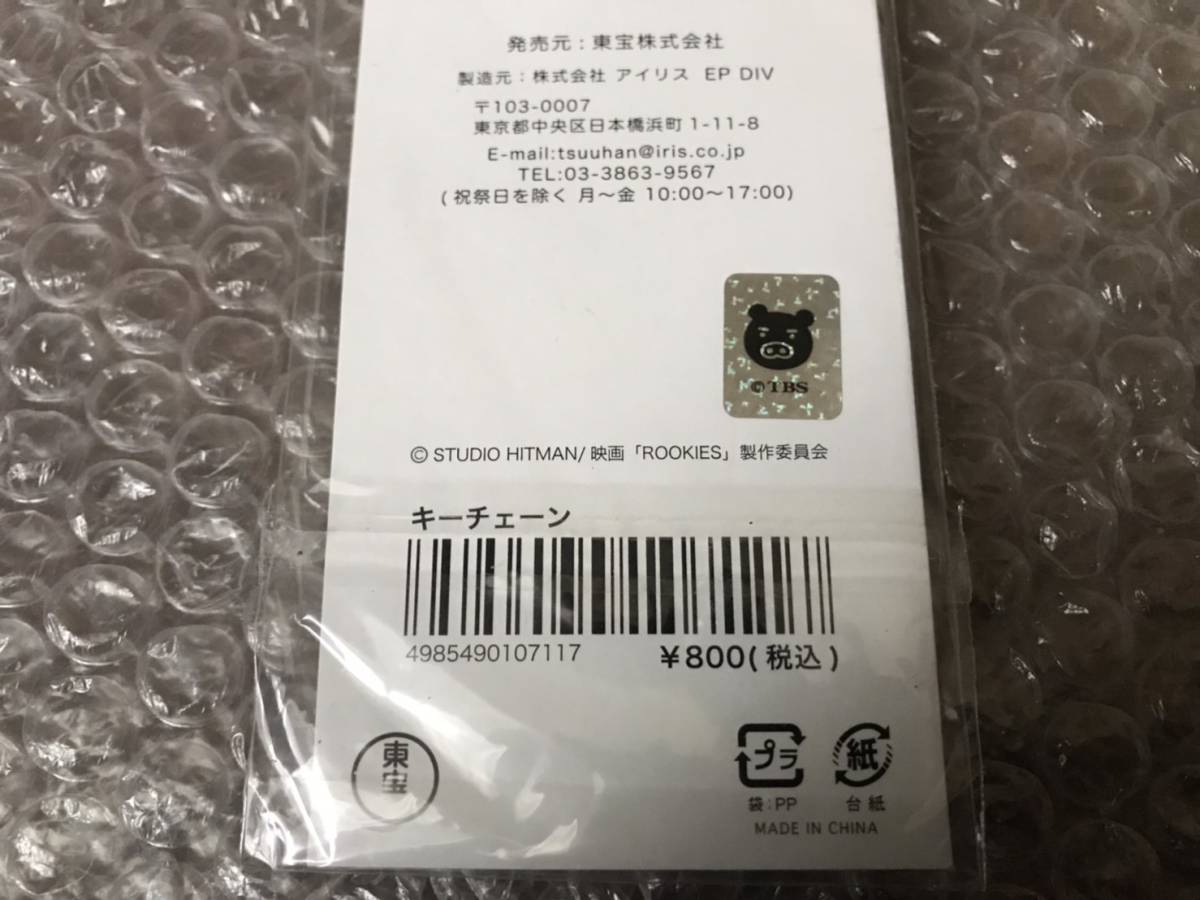 発売元：東宝株式会社
製造元：株式会社 アイリス EP DIV
〒103-0007
東京都中央区日本橋浜町 1-11-8
E-mail:tsuuhan@iris.co.jp
TEL:03-3863-9567
(祝祭日を除く 月〜金 10:00〜17:00)
©TBS
© STUDIO HITMAN/ 映画「ROOKIES」製作委員会
キーチェーン
4985490107117
¥800(税込)
東宝
プラ
紙
袋:PP
台紙
MADE IN CHINA